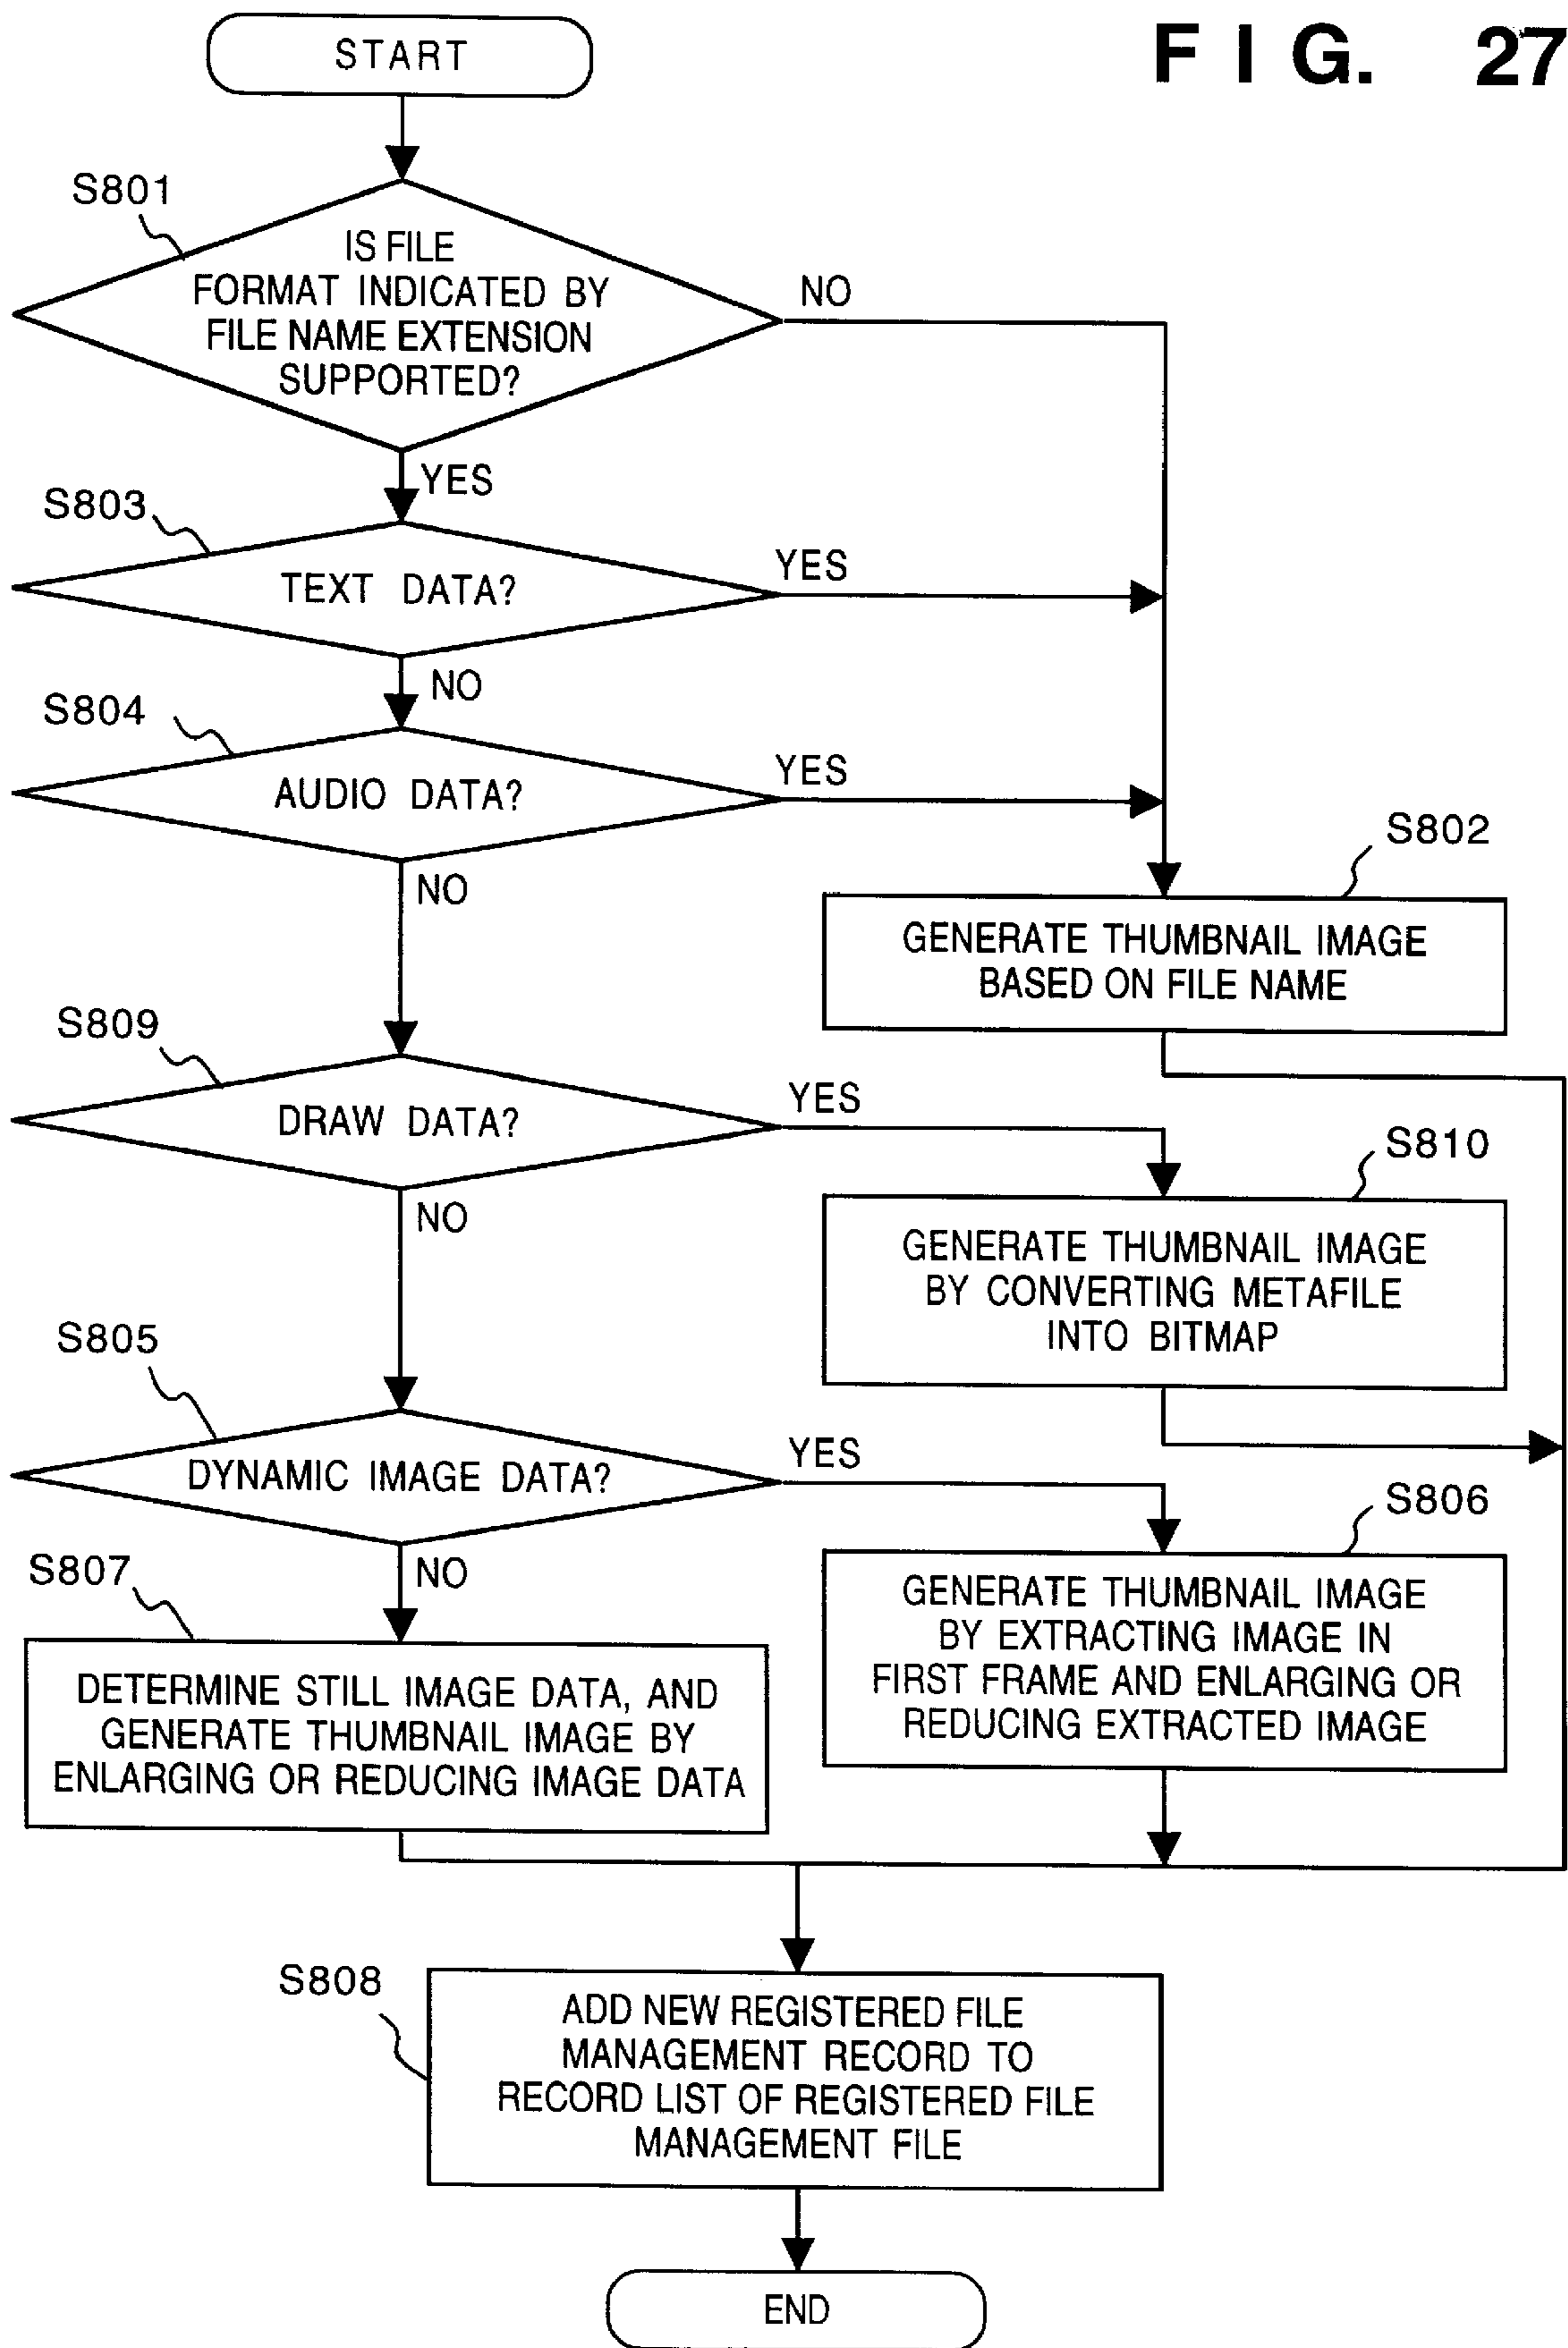 FIG. 27
START
S801
IS FILE
FORMAT INDICATED BY
FILE NAME EXTENSION
SUPPORTED?
NO
YES
S803
TEXT DATA?
YES
NO
S804
AUDIO DATA?
YES
NO
S802
GENERATE THUMBNAIL IMAGE
BASED ON FILE NAME
S809
DRAW DATA?
YES
NO
S810
GENERATE THUMBNAIL IMAGE
BY CONVERTING METAFILE
INTO BITMAP
S805
DYNAMIC IMAGE DATA?
YES
NO
S806
GENERATE THUMBNAIL IMAGE
BY EXTRACTING IMAGE IN
FIRST FRAME AND ENLARGING OR
REDUCING EXTRACTED IMAGE
S807
DETERMINE STILL IMAGE DATA, AND
GENERATE THUMBNAIL IMAGE BY
ENLARGING OR REDUCING IMAGE DATA
S808
ADD NEW REGISTERED FILE
MANAGEMENT RECORD TO
RECORD LIST OF REGISTERED FILE
MANAGEMENT FILE
END